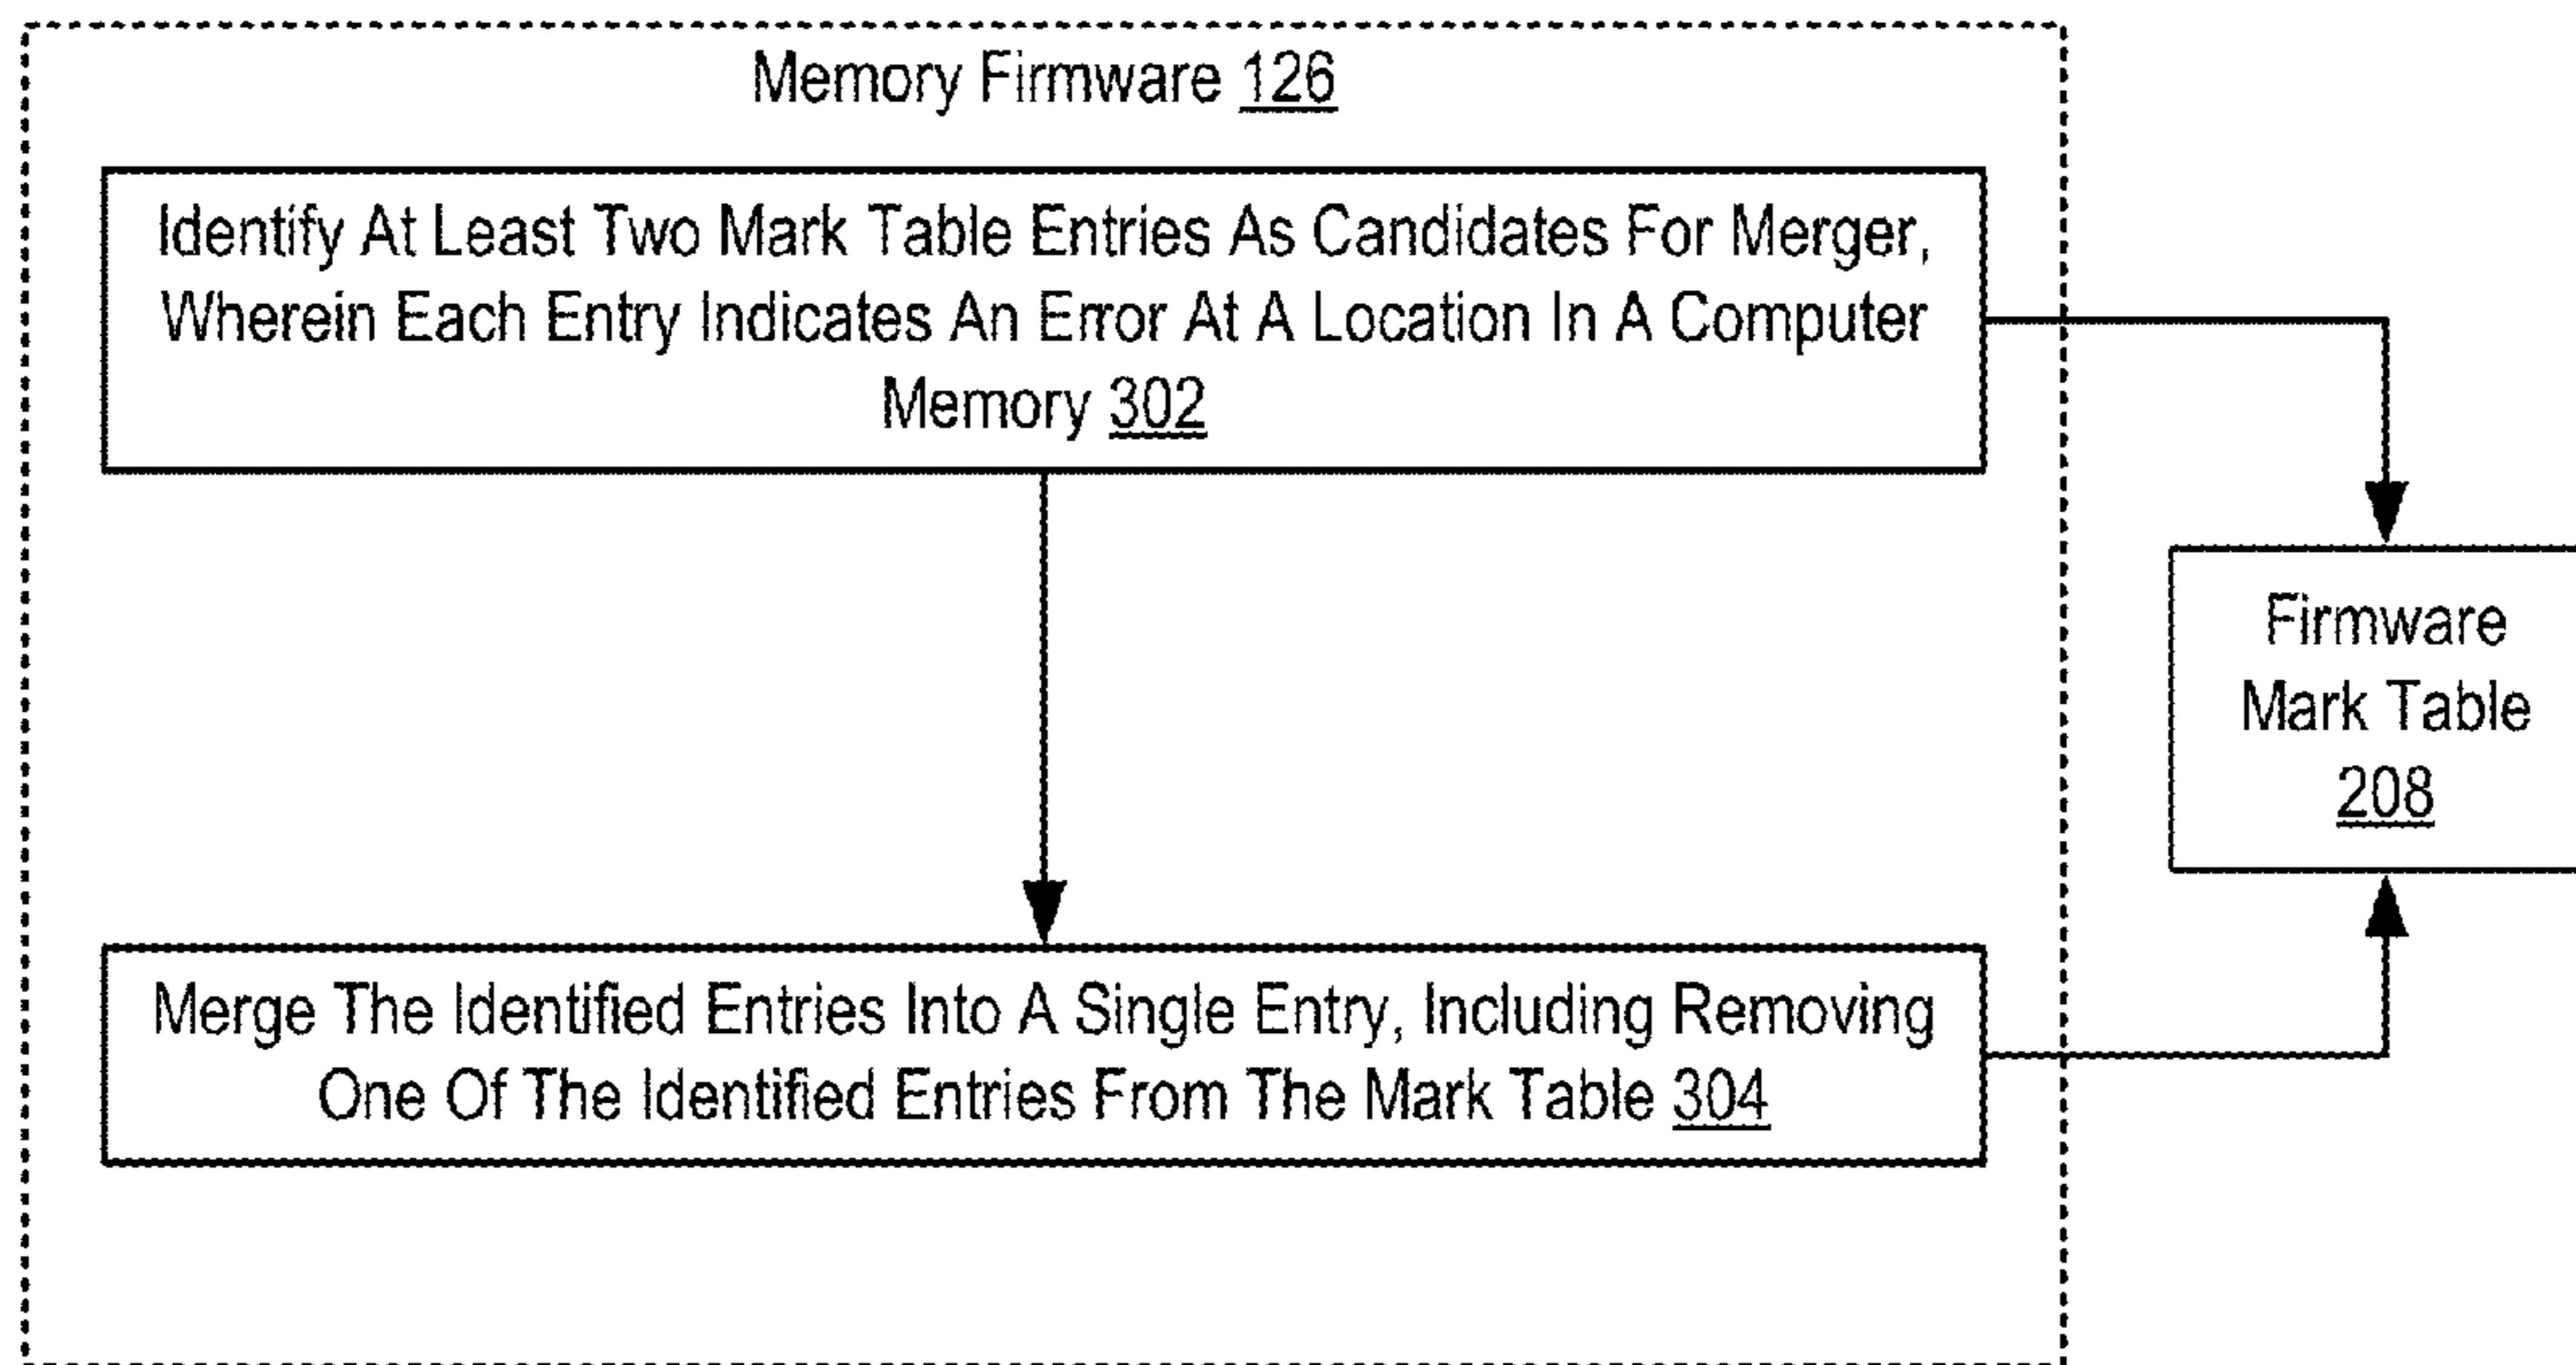 Memory Firmware 126
Identify At Least Two Mark Table Entries As Candidates For Merger,
Wherein Each Entry Indicates An Error At A Location In A Computer
Memory 302
Firmware
Mark Table
208
Merge The Identified Entries Into A Single Entry, Including Removing
One Of The Identified Entries From The Mark Table 304